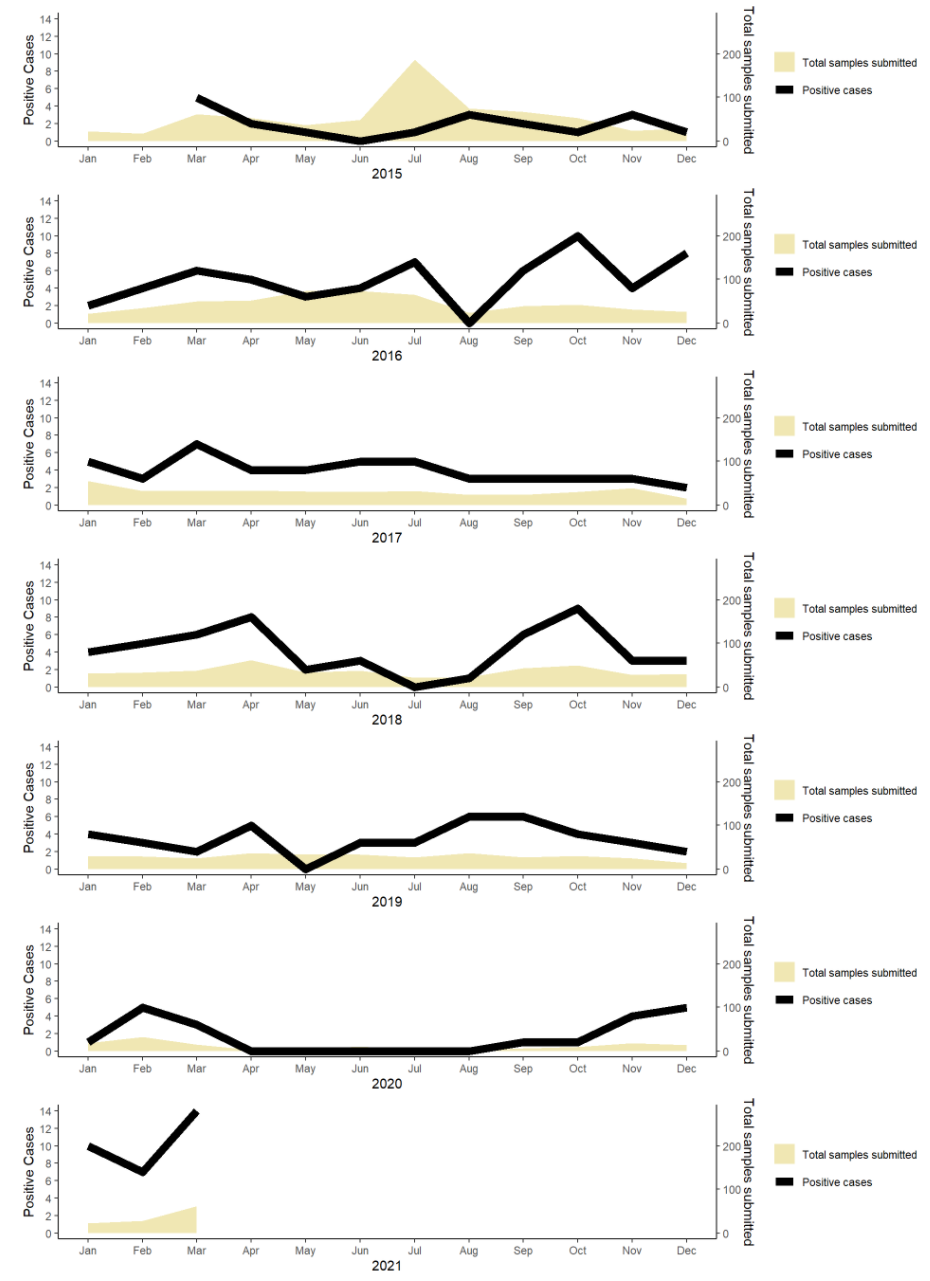 Positive Cases
14
12
10
8
6
4
2
0
Total samples submitted
200
100
0
Total samples submitted
Positive cases
Jan Feb Mar Apr May Jun Jul Aug Sep Oct Nov Dec
2015
Positive Cases
14
12
10
8
6
4
2
0
Total samples submitted
200
100
0
Total samples submitted
Positive cases
Jan Feb Mar Apr May Jun Jul Aug Sep Oct Nov Dec
2016
Positive Cases
14
12
10
8
6
4
2
0
Total samples submitted
200
100
0
Total samples submitted
Positive cases
Jan Feb Mar Apr May Jun Jul Aug Sep Oct Nov Dec
2017
Positive Cases
14
12
10
8
6
4
2
0
Total samples submitted
200
100
0
Total samples submitted
Positive cases
Jan Feb Mar Apr May Jun Jul Aug Sep Oct Nov Dec
2018
Positive Cases
14
12
10
8
6
4
2
0
Total samples submitted
200
100
0
Total samples submitted
Positive cases
Jan Feb Mar Apr May Jun Jul Aug Sep Oct Nov Dec
2019
Positive Cases
14
12
10
8
6
4
2
0
Total samples submitted
200
100
0
Total samples submitted
Positive cases
Jan Feb Mar Apr May Jun Jul Aug Sep Oct Nov Dec
2020
Positive Cases
14
12
10
8
6
4
2
0
Total samples submitted
200
100
0
Total samples submitted
Positive cases
Jan Feb Mar Apr May Jun Jul Aug Sep Oct Nov Dec
2021